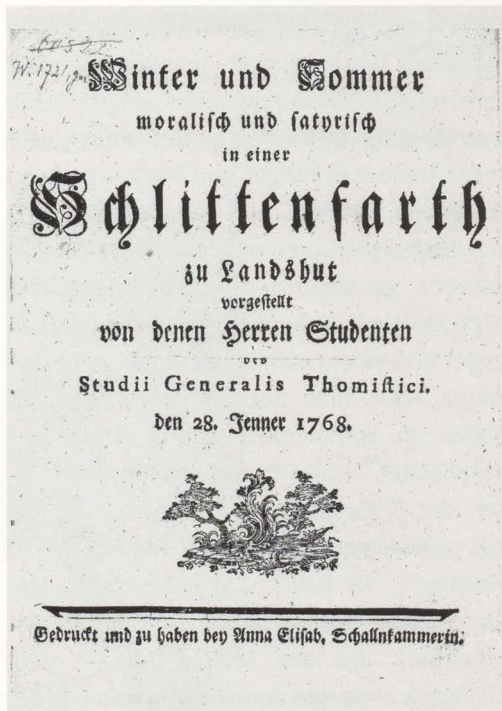 W. 1721,
Winter und Sommer
moralisch und satyrisch
in einer
Schlittenfarth
zu Landshut
vorgestellt
von denen Herren Studenten
des
Studii Generalis Thomistici.
den 28. Jenner 1768.
Gedruckt und zu haben bey Anna Elisab, Schallnkammerin.